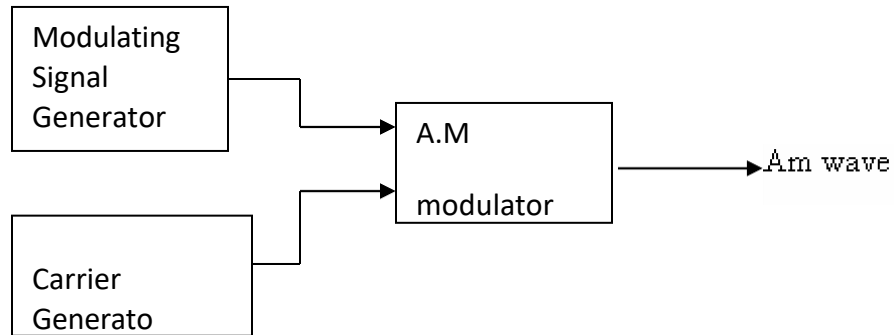 Modulating
Signal
Generator
A.M
modulator
Am wave
Carrier
Generato